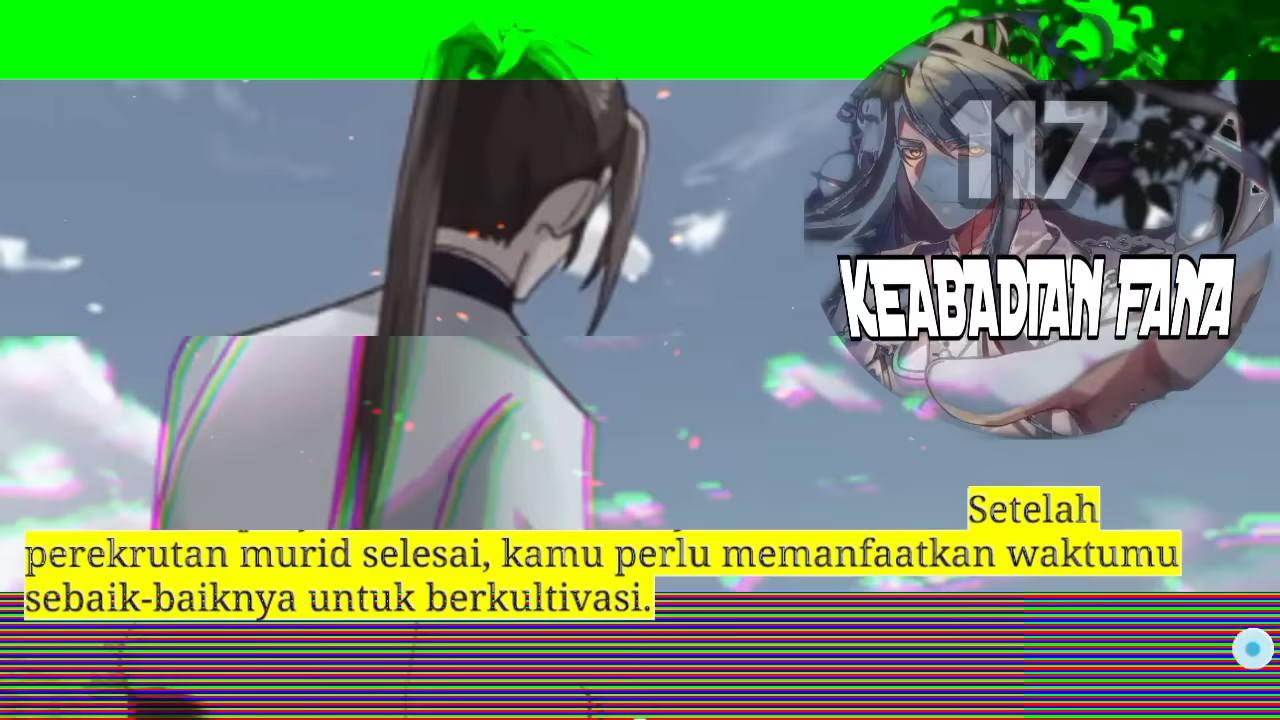 117
KEABADIAN FANA
Setelah
perekrutan murid selesai, kamu perlu memanfaatkan waktumu
sebaik-baiknya untuk berkultivasi.